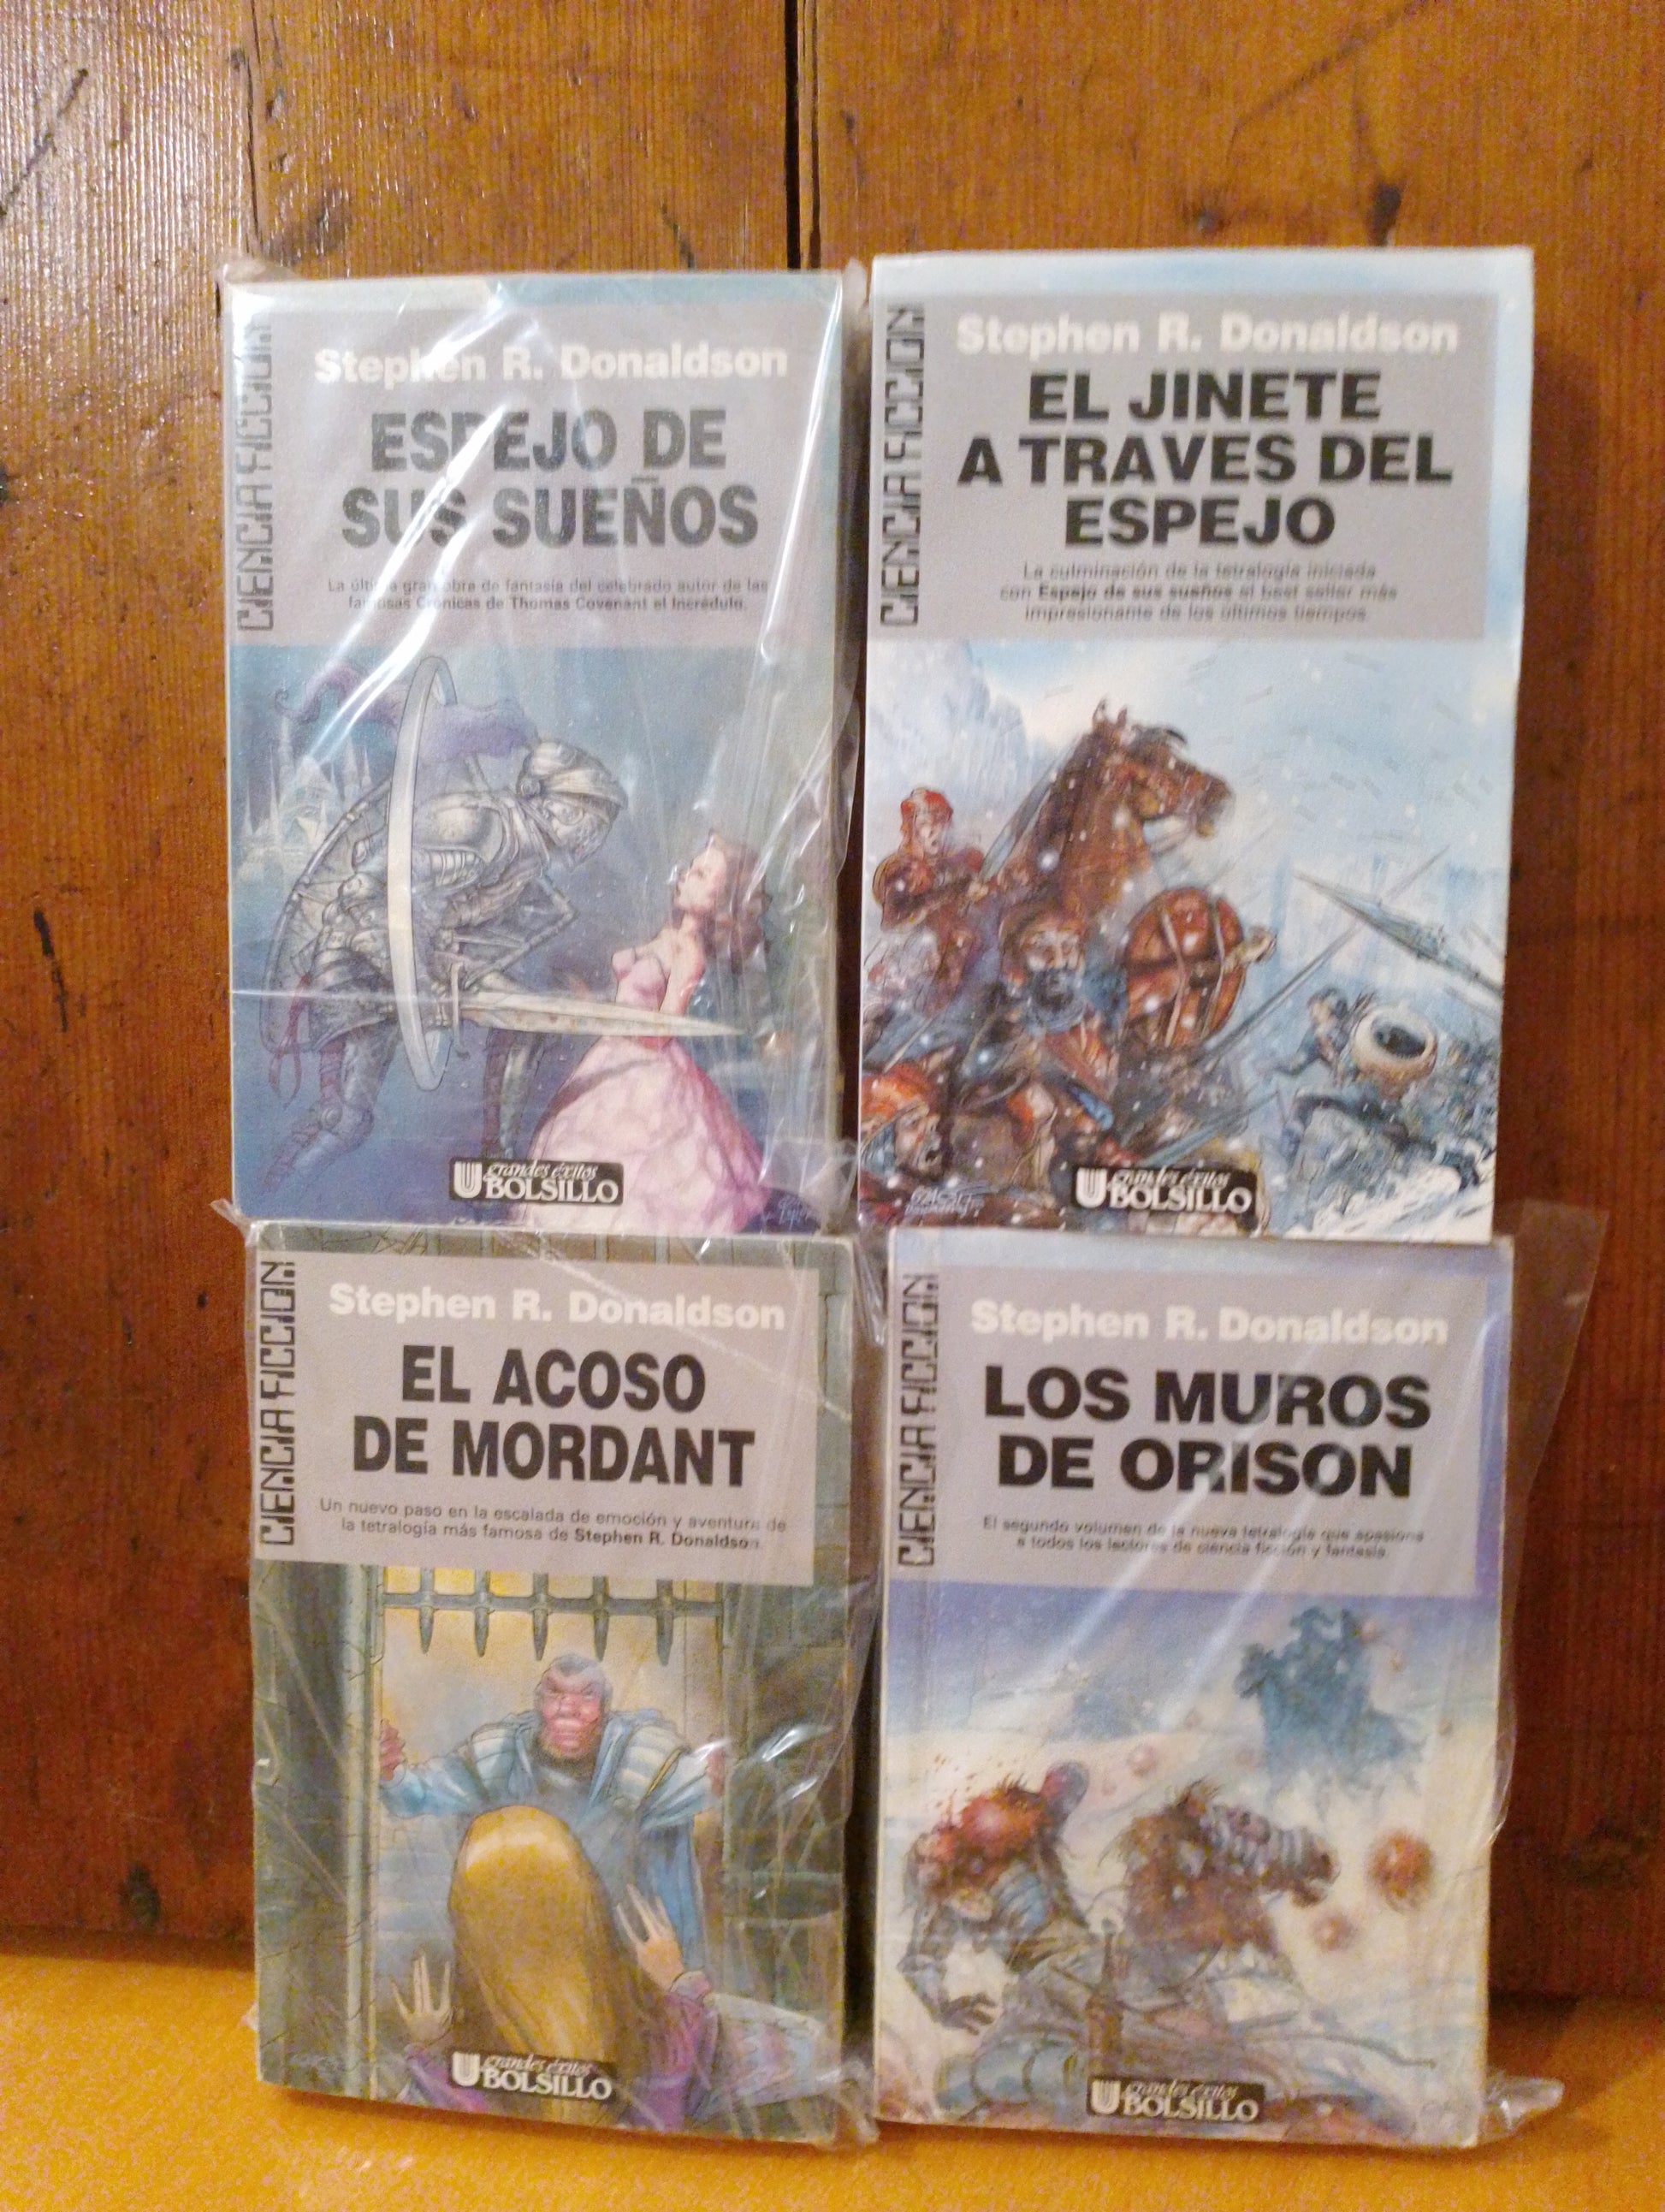 CIENCIA FICCION
Stephen R. Donaldson
ESPEJO DE
SUS SUEÑOS
La última gran obra de fantasía del celebrado autor de las
famosas Crónicas de Thomas Covenant el Incrédulo.
grandes éxitos
BOLSILLO
CIENCIA FICCION
Stephen R. Donaldson
EL JINETE
A TRAVES DEL
ESPEJO
La culminación de la tetralogía iniciada
con Espejo de sus sueños el best seller más
impresionante de los últimos tiempos.
grandes éxitos
BOLSILLO
CIENCIA FICCION
Stephen R. Donaldson
EL ACOSO
DE MORDANT
Un nuevo paso en la escalada de emoción y aventura de
la tetralogía más famosa de Stephen R. Donaldson.
grandes éxitos
BOLSILLO
CIENCIA FICCION
Stephen R. Donaldson
LOS MUROS
DE ORISON
El segundo volumen de la nueva tetralogía que apasiona
a todos los lectores de ciencia ficción y fantasía.
grandes éxitos
BOLSILLO